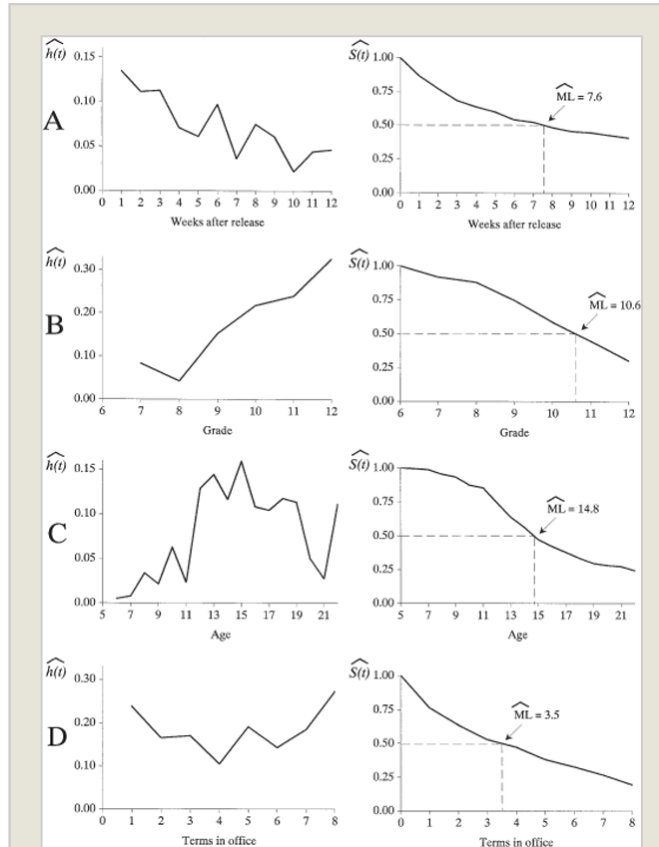 ĥ(t)
0.15
0.10
0.05
0.00
0 1 2 3 4 5 6 7 8 9 10 11 12
Weeks after release
A
Ŝ(t) 1.00
0.75
0.50
0.25
0.00
M̂L = 7.6
0 1 2 3 4 5 6 7 8 9 10 11 12
Weeks after release
ĥ(t)
0.30
0.20
0.10
0.00
6 7 8 9 10 11 12
Grade
B
Ŝ(t) 1.00
0.75
0.50
0.25
0.00
M̂L = 10.6
6 7 8 9 10 11 12
Grade
ĥ(t)
0.15
0.10
0.05
0.00
5 7 9 11 13 15 17 19 21
Age
C
Ŝ(t) 1.00
0.75
0.50
0.25
0.00
M̂L = 14.8
5 7 9 11 13 15 17 19 21
Age
ĥ(t)
0.30
0.20
0.10
0.00
0 1 2 3 4 5 6 7 8
Terms in office
D
Ŝ(t) 1.00
0.75
0.50
0.25
0.00
M̂L = 3.5
0 1 2 3 4 5 6 7 8
Terms in office